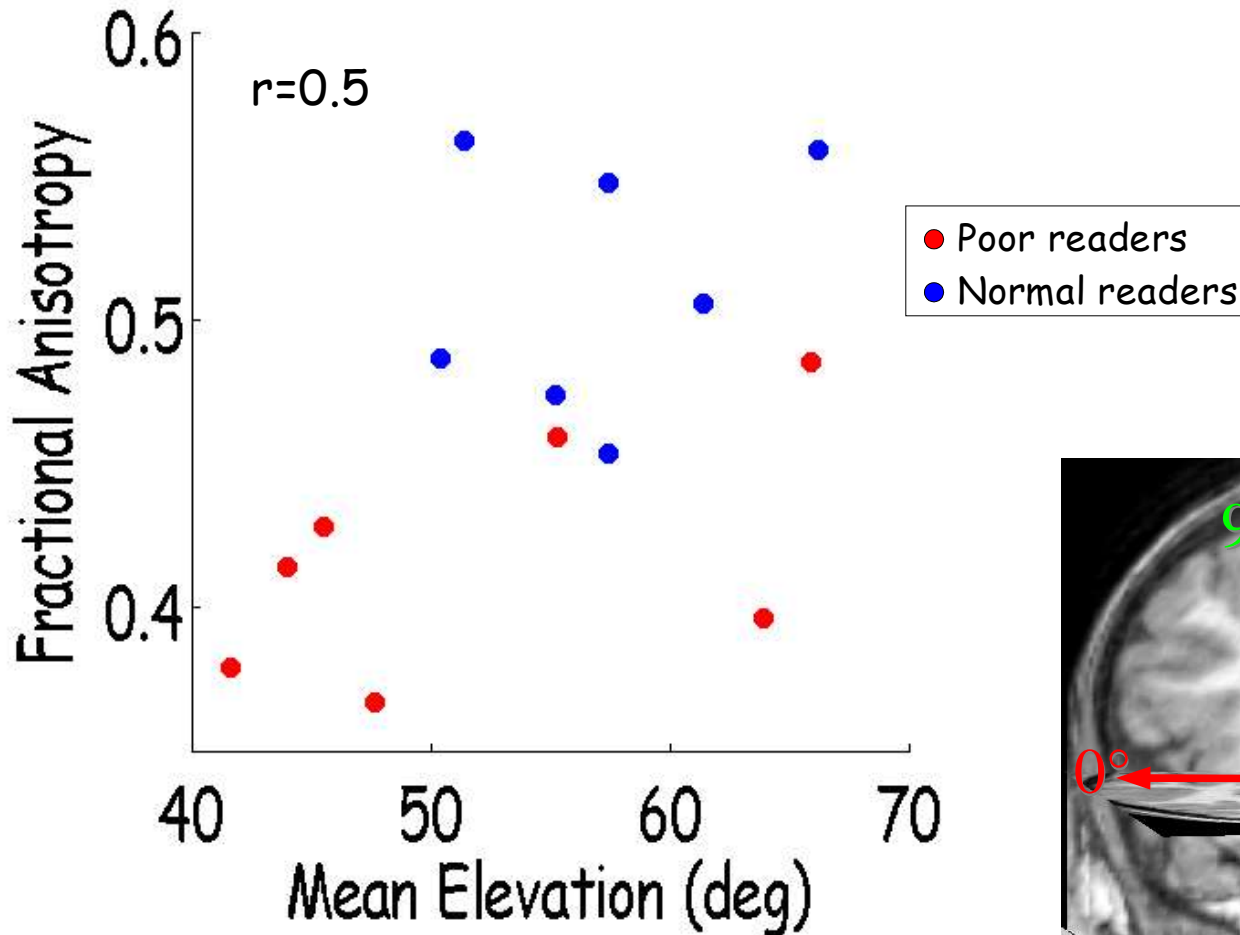 0.6
r=0.5
Fractional Anisotropy
0.5
0.4
40 50 60 70
Mean Elevation (deg)
Poor readers
Normal readers
9
0°